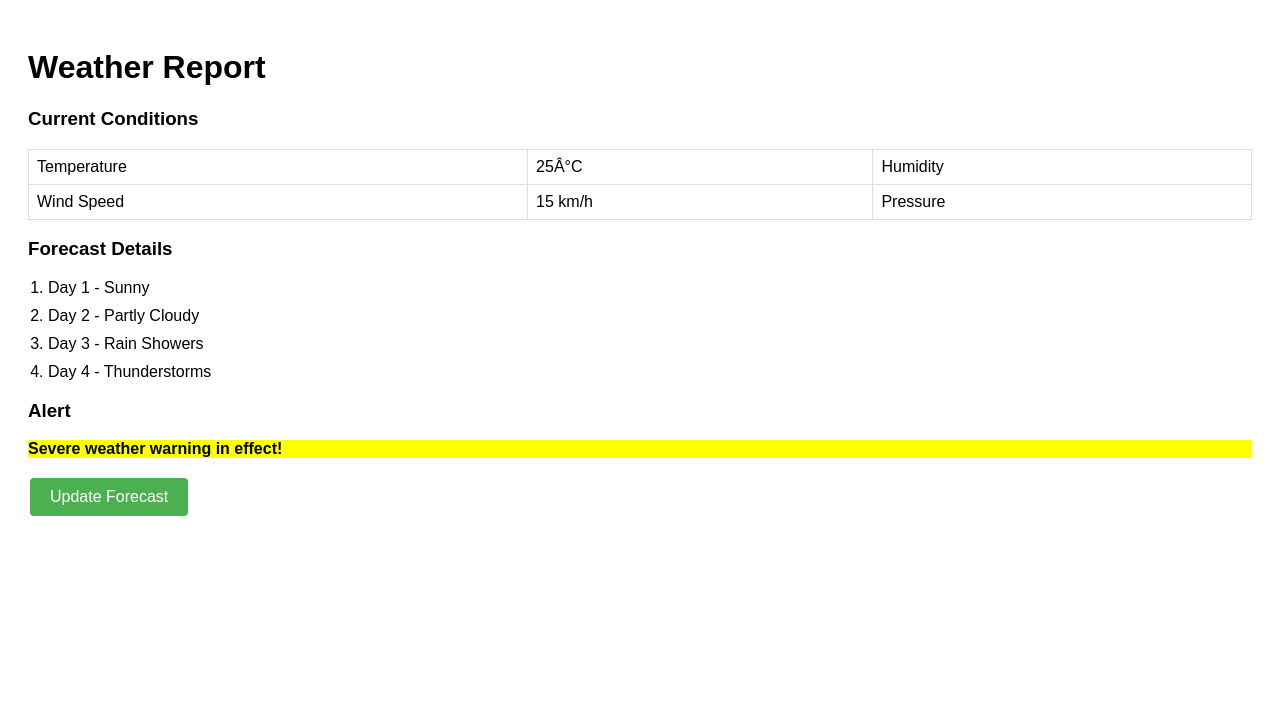 Weather Report
Current Conditions
Temperature 25Â°C Humidity
Wind Speed 15 km/h Pressure
Forecast Details
1. Day 1 - Sunny
2. Day 2 - Partly Cloudy
3. Day 3 - Rain Showers
4. Day 4 - Thunderstorms
Alert
Severe weather warning in effect!
Update Forecast